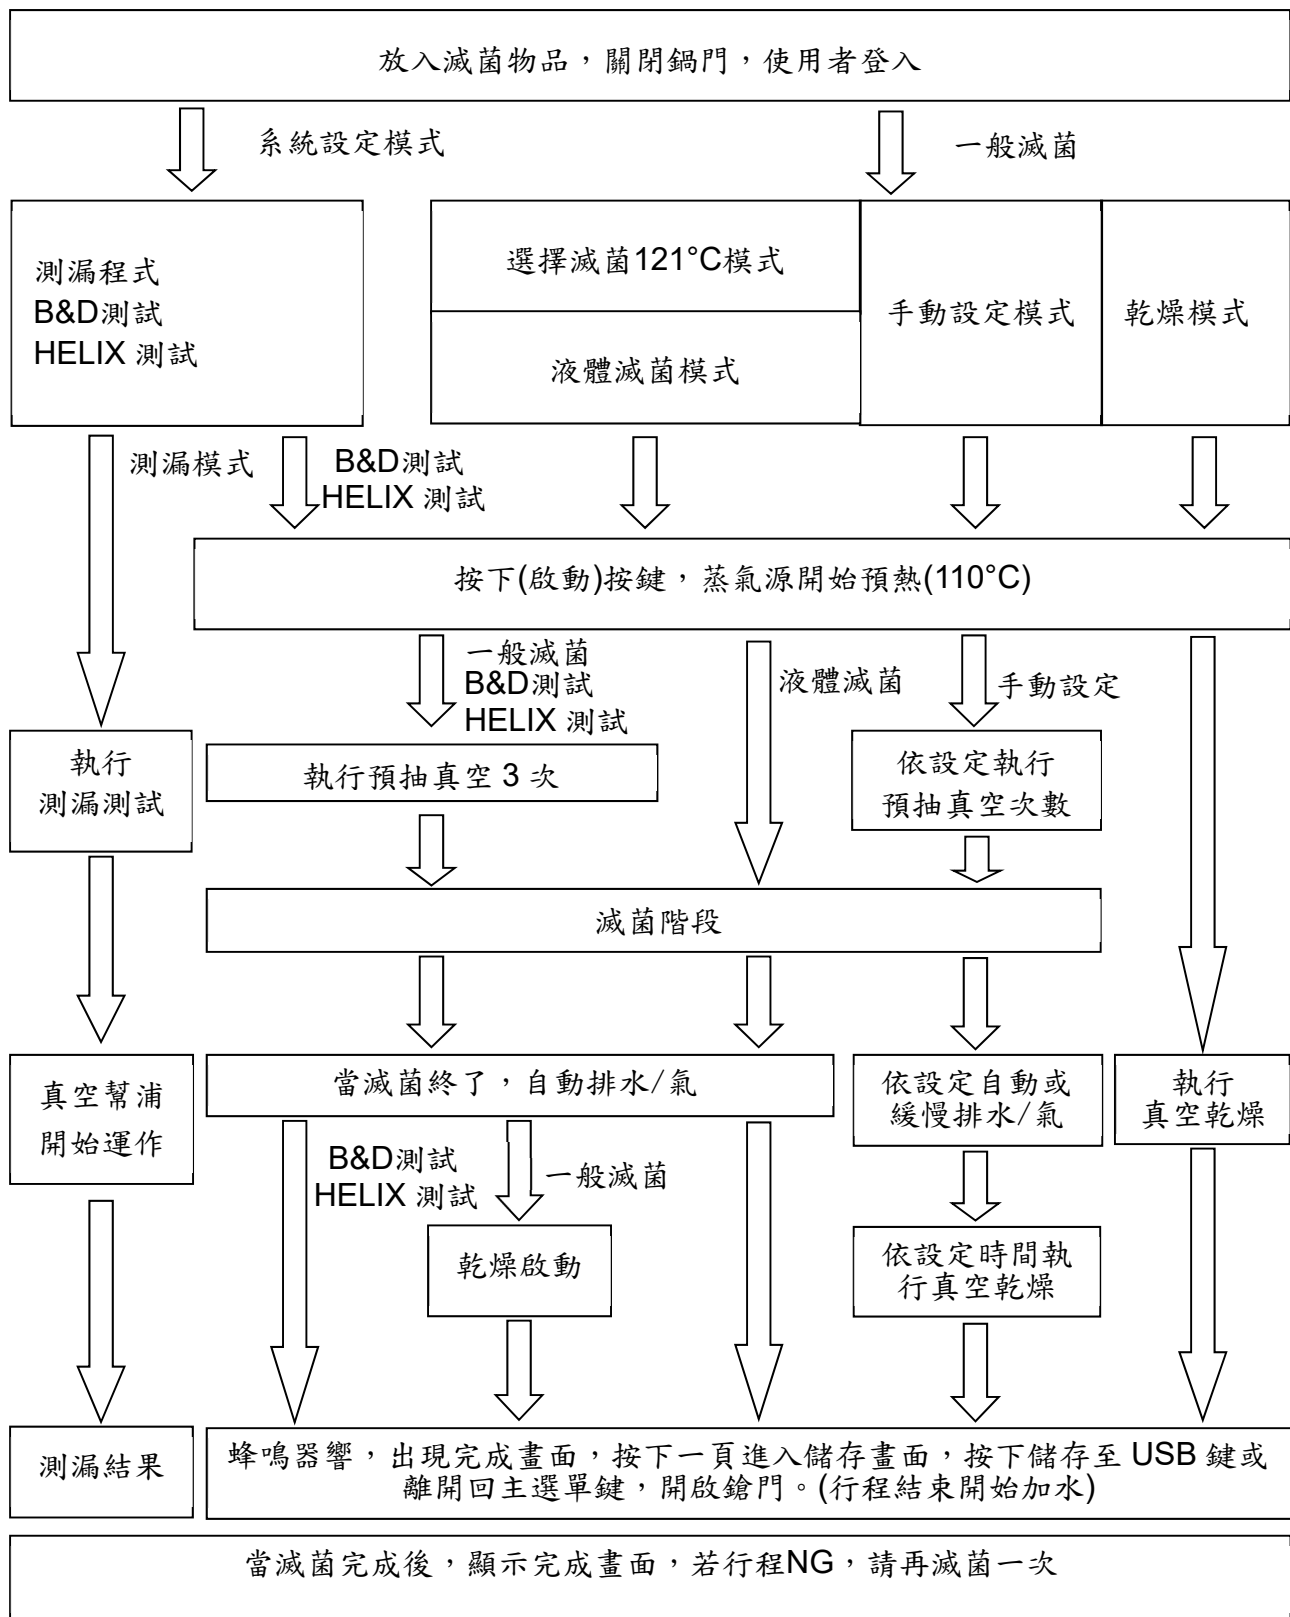 放入滅菌物品，關閉鍋門，使用者登入
系統設定模式
一般滅菌
測漏程式
B&D測試
HELIX 測試
選擇滅菌121°C模式
液體滅菌模式
手動設定模式
乾燥模式
測漏模式
B&D測試
HELIX 測試
按下(啟動)按鍵，蒸氣源開始預熱(110°C)
一般滅菌
B&D測試
HELIX 測試
液體滅菌
手動設定
執行
測漏測試
執行預抽真空 3 次
依設定執行
預抽真空次數
滅菌階段
真空幫浦
開始運作
當滅菌終了，自動排水/氣
依設定自動或
緩慢排水/氣
執行
真空乾燥
B&D測試
HELIX 測試
一般滅菌
乾燥啟動
依設定時間執
行真空乾燥
測漏結果
蜂鳴器響，出現完成畫面，按下一頁進入儲存畫面，按下儲存至 USB 鍵或
離開回主選單鍵，開啟鎗門。(行程結束開始加水)
當滅菌完成後，顯示完成畫面，若行程NG，請再滅菌一次